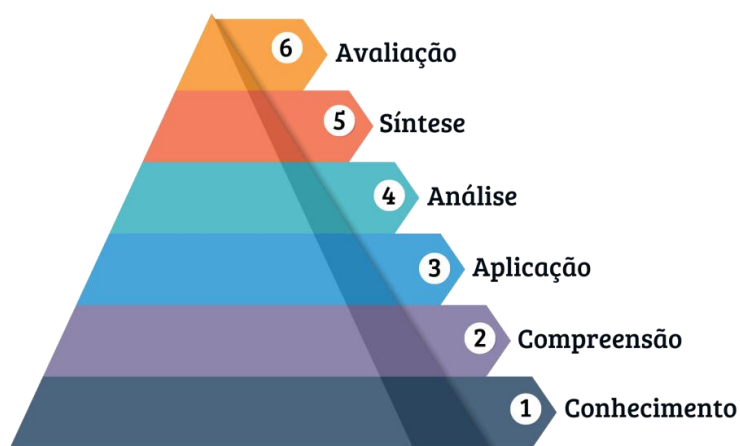 6 Avaliação
5 Síntese
4 Análise
3 Aplicação
2 Compreensão
1 Conhecimento